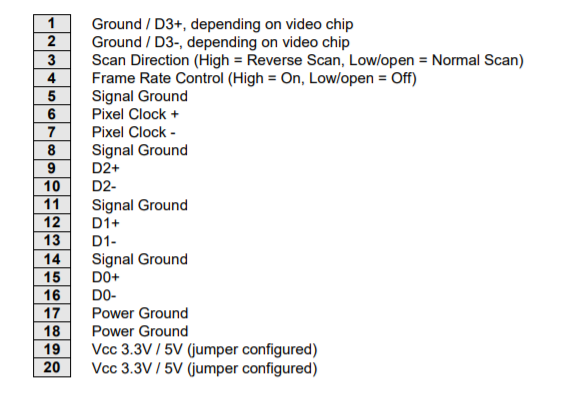 1 Ground / D3+, depending on video chip
2 Ground / D3-, depending on video chip
3 Scan Direction (High = Reverse Scan, Low/open = Normal Scan)
4 Frame Rate Control (High = On, Low/open = Off)
5 Signal Ground
6 Pixel Clock +
7 Pixel Clock -
8 Signal Ground
9 D2+
10 D2-
11 Signal Ground
12 D1+
13 D1-
14 Signal Ground
15 D0+
16 D0-
17 Power Ground
18 Power Ground
19 Vcc 3.3V / 5V (jumper configured)
20 Vcc 3.3V / 5V (jumper configured)